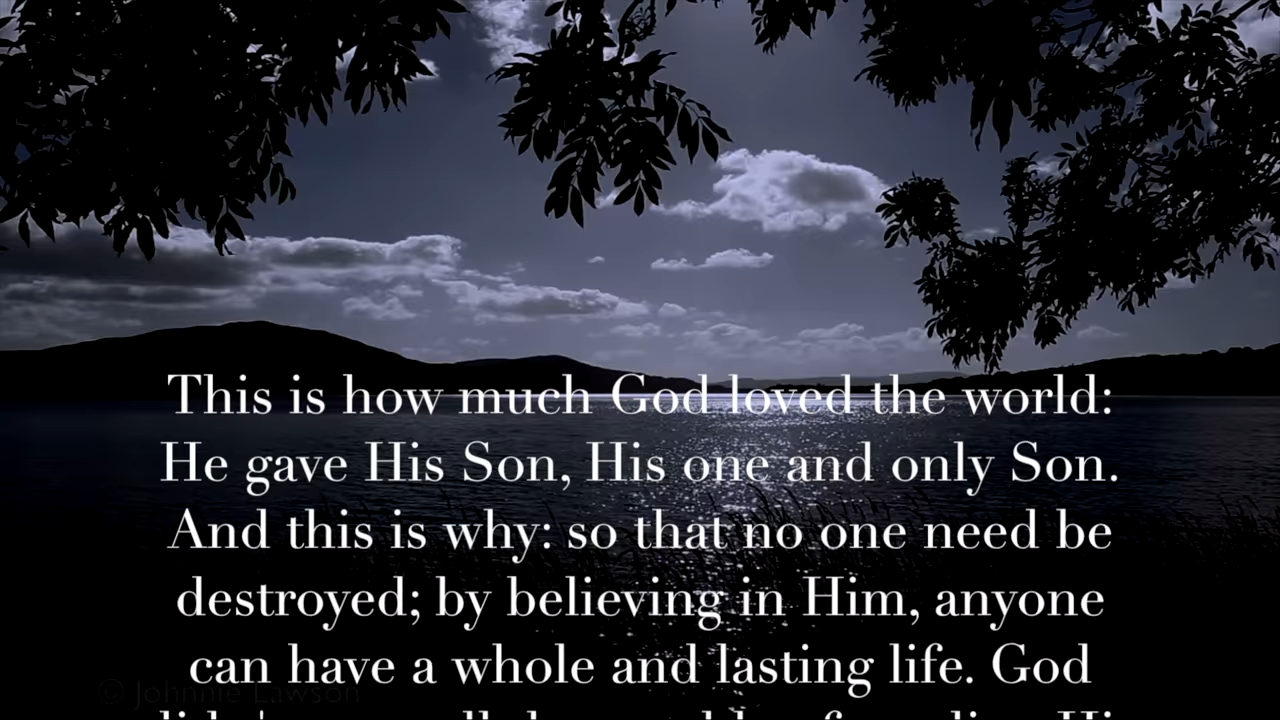 This is how much God loved the world:
He gave His Son, His one and only Son.
And this is why: so that no one need be
destroyed; by believing in Him, anyone
can have a whole and lasting life. God
© Johnnie Lawson